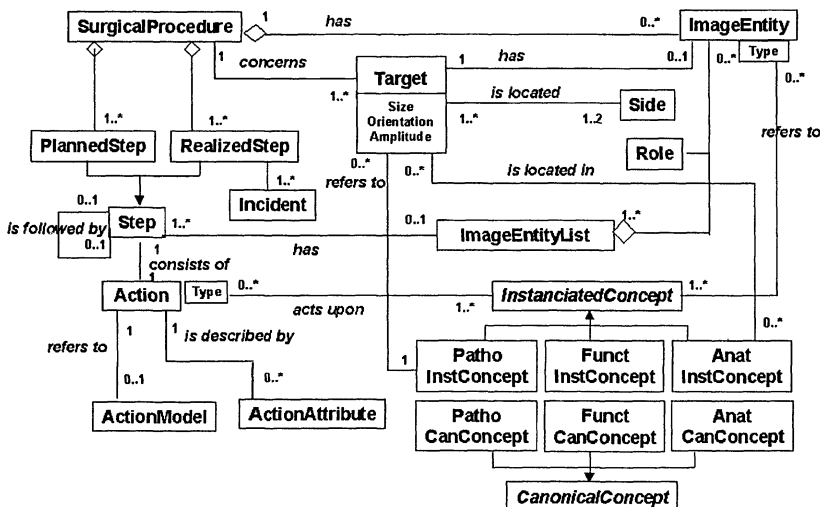 SurgicalProcedure
1
has
0..*
ImageEntity
Type
1
concerns
Target
1
has
0..1
0..*
0..*
1..*
Size
Orientation
Amplitude
is located
1..*
1..2
Side
1..*
1..*
refers to
PlannedStep
RealizedStep
0..*
0..*
is located in
Role
refers to
1..*
Incident
0..1
Step
1..*
0..1
ImageEntityList
1..*
is followed by
0..1
has
1
consists of
1
Action
Type
0..*
acts upon
1..*
InstanciatedConcept
1..*
refers to
1
1
is described by
0..*
1
Patho
InstConcept
Funct
InstConcept
Anat
InstConcept
0..1
0..*
ActionModel
ActionAttribute
Patho
CanConcept
Funct
CanConcept
Anat
CanConcept
CanonicalConcept